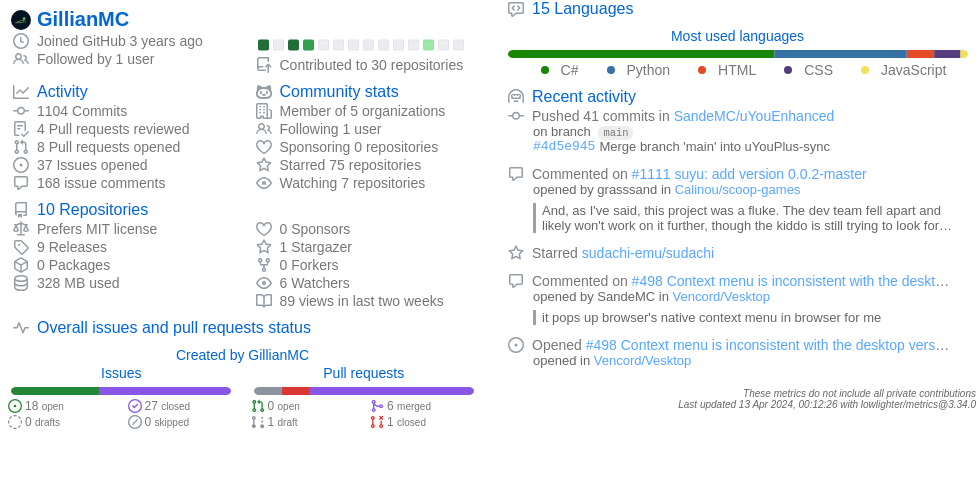 GillianMC
Joined GitHub 3 years ago
Followed by 1 user
Contributed to 30 repositories
Activity
1104 Commits
4 Pull requests reviewed
8 Pull requests opened
37 Issues opened
168 issue comments
Community stats
Member of 5 organizations
Following 1 user
Sponsoring 0 repositories
Starred 75 repositories
Watching 7 repositories
10 Repositories
Prefers MIT license
9 Releases
0 Packages
328 MB used
0 Sponsors
1 Stargazer
0 Forkers
6 Watchers
89 views in last two weeks
Overall issues and pull requests status
Created by GillianMC
Issues
18 open
27 closed
0 drafts
0 skipped
Pull requests
0 open
6 merged
1 draft
1 closed
15 Languages
Most used languages
C# Python HTML CSS JavaScript
Recent activity
Pushed 41 commits in SandeMC/uYouEnhanced
on branch main
#4d5e945 Merge branch 'main' into uYouPlus-sync
Commented on #1111 suyu: add version 0.0.2-master
opened by grasssand in Calinou/scoop-games
And, as I've said, this project was a fluke. The dev team fell apart and
likely won't work on it further, though the kiddo is still trying to look for…
Starred sudachi-emu/sudachi
Commented on #498 Context menu is inconsistent with the deskt…
opened by SandeMC in Vencord/Vesktop
it pops up browser's native context menu in browser for me
Opened #498 Context menu is inconsistent with the desktop vers…
opened in Vencord/Vesktop
These metrics do not include all private contributions
Last updated 13 Apr 2024, 00:12:26 with lowlighter/metrics@3.34.0